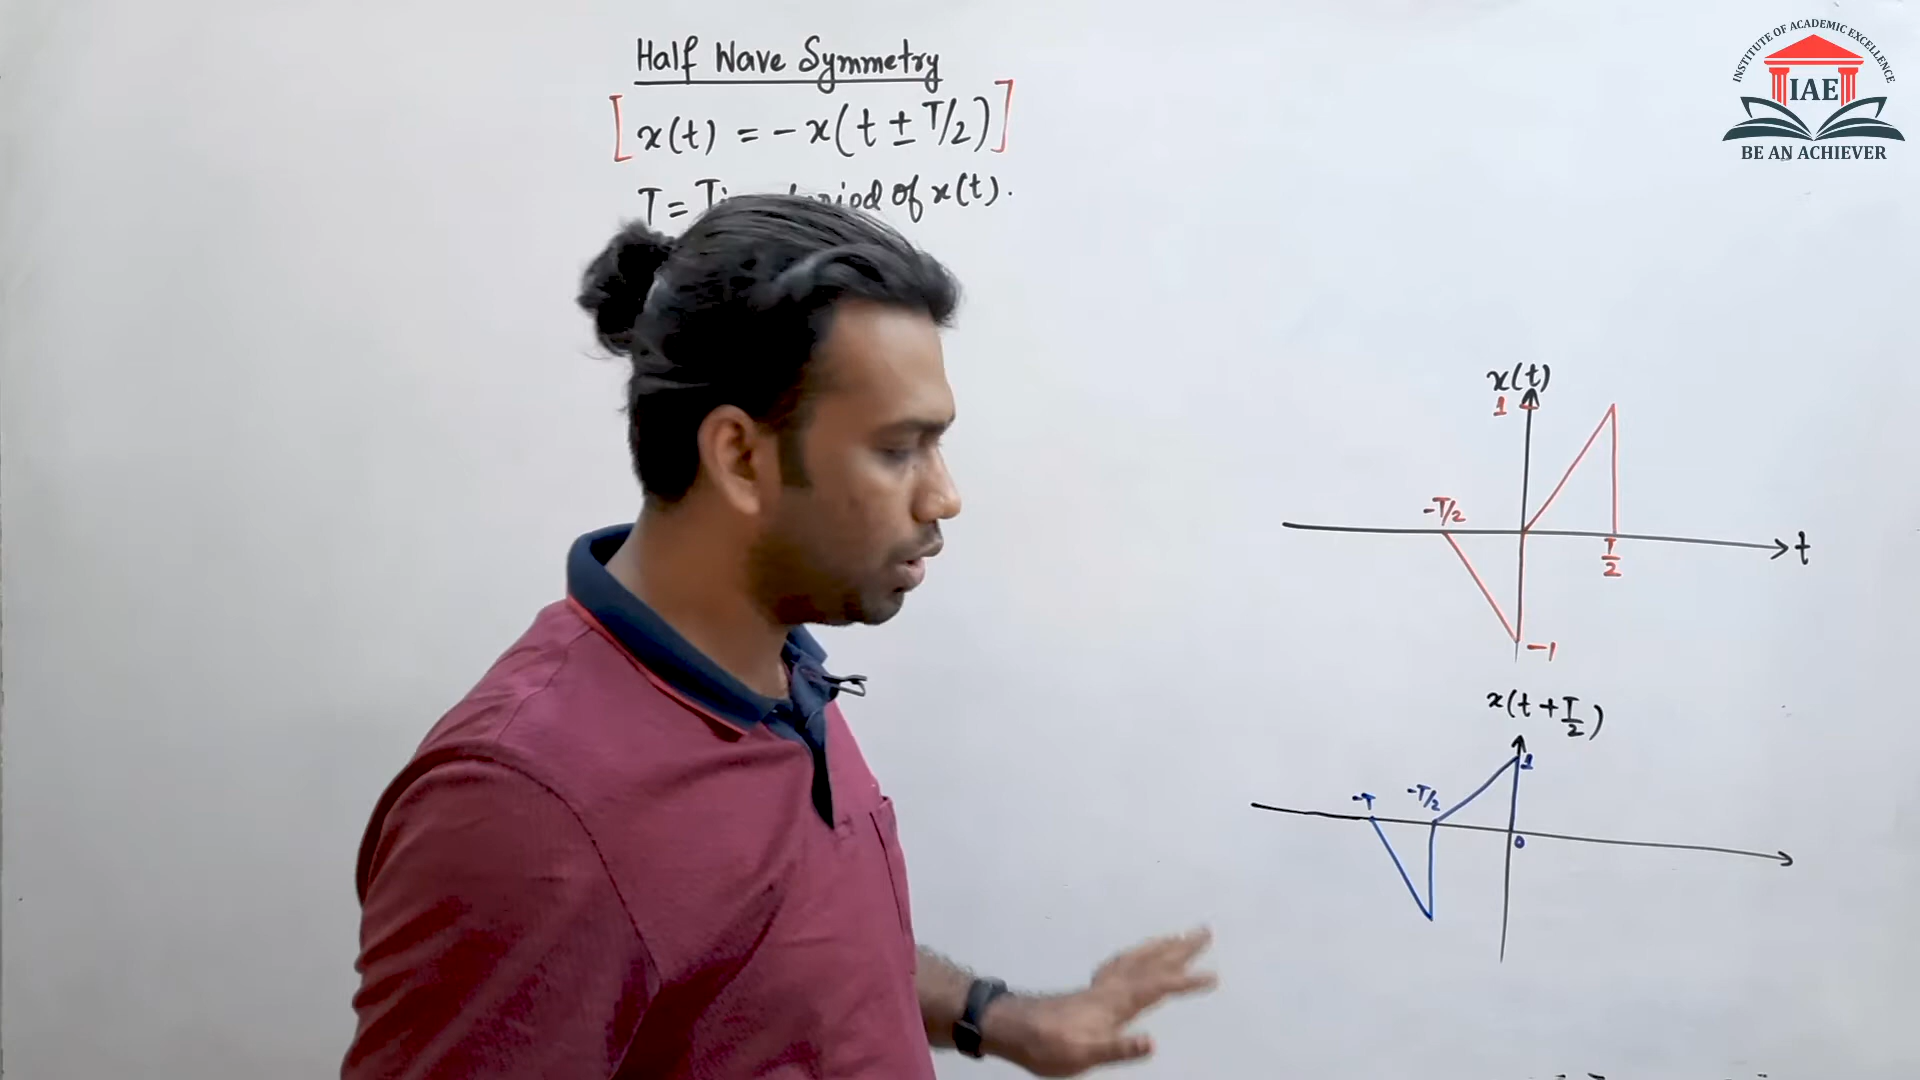 Half Wave Symmetry
[x(t) = -x(t ± T/2)]
T = of x(t).
INSTITUTE OF ACADEMIC EXCELLENCE
IAE
BE AN ACHIEVER
x(t)
1
-T/2
T/2
t
-1
x(t + T/2)
1
-T
-T/2
0